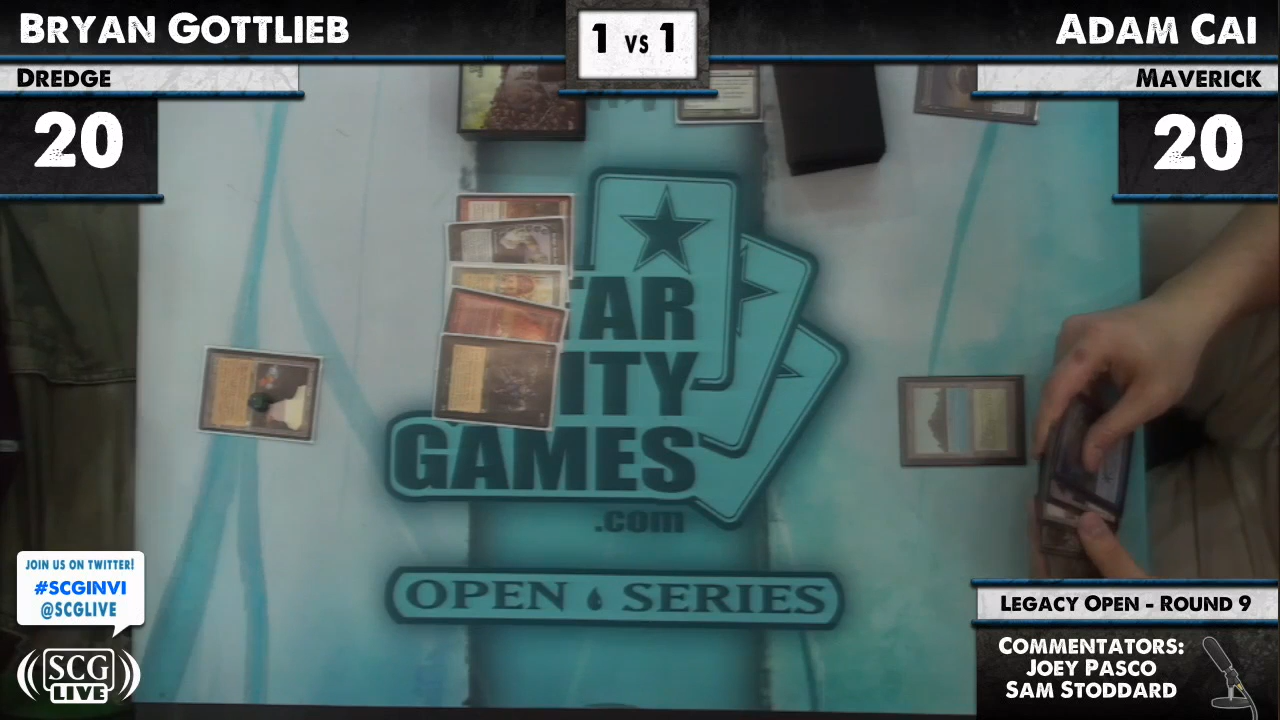 BRYAN GOTTLIEB
1 VS 1
ADAM CAI
DREDGE
MAVERICK
20
20
STAR
CITY
GAMES
.com
OPEN SERIES
JOIN US ON TWITTER!
#SCGINVI
@SCGLIVE
SCG
LIVE
LEGACY OPEN - ROUND 9
COMMENTATORS:
JOEY PASCO
SAM STODDARD